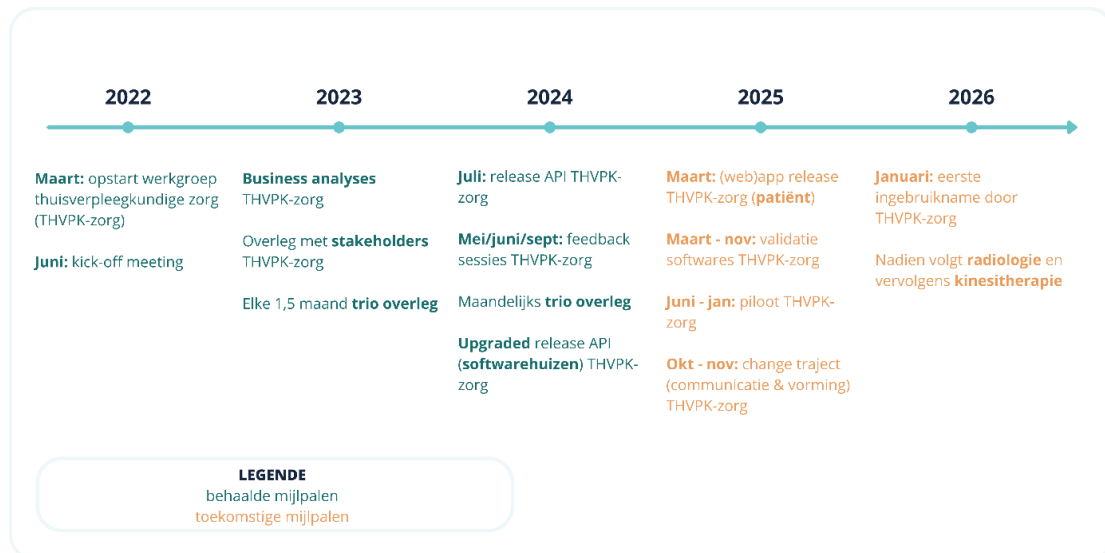 2022
2023
2024
2025
2026
Maart: opstart werkgroep
thuisverpleegkundige zorg
(THVPK-zorg)
Juni: kick-off meeting
Business analyses
THVPK-zorg
Overleg met stakeholders
THVPK-zorg
Elke 1,5 maand trio overleg
Juli: release API THVPK-
zorg
Mei/juni/sept: feedback
sessies THVPK-zorg
Maandelijks trio overleg
Upgraded release API
(softwarehuizen) THVPK-
zorg
Maart: (web)app release
THVPK-zorg (patiënt)
Maart - nov: validatie
softwares THVPK-zorg
Juni - jan: piloot THVPK-
zorg
Okt - nov: change traject
(communicatie & vorming)
THVPK-zorg
Januari: eerste
ingebruikname door
THVPK-zorg
Nadien volgt radiologie en
vervolgens kinesitherapie
LEGENDE
behaalde mijlpalen
toekomstige mijlpalen